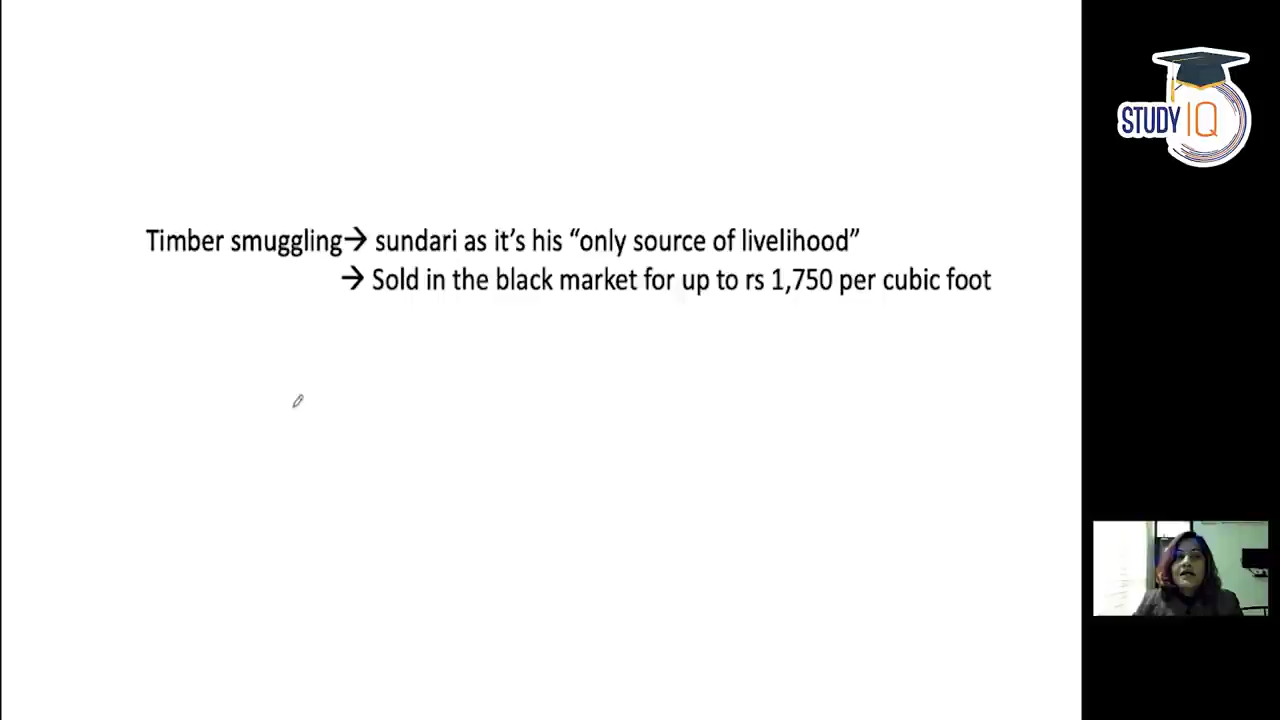 STUDY IQ
Timber smuggling→ sundari as it's his “only source of livelihood”
→ Sold in the black market for up to rs 1,750 per cubic foot